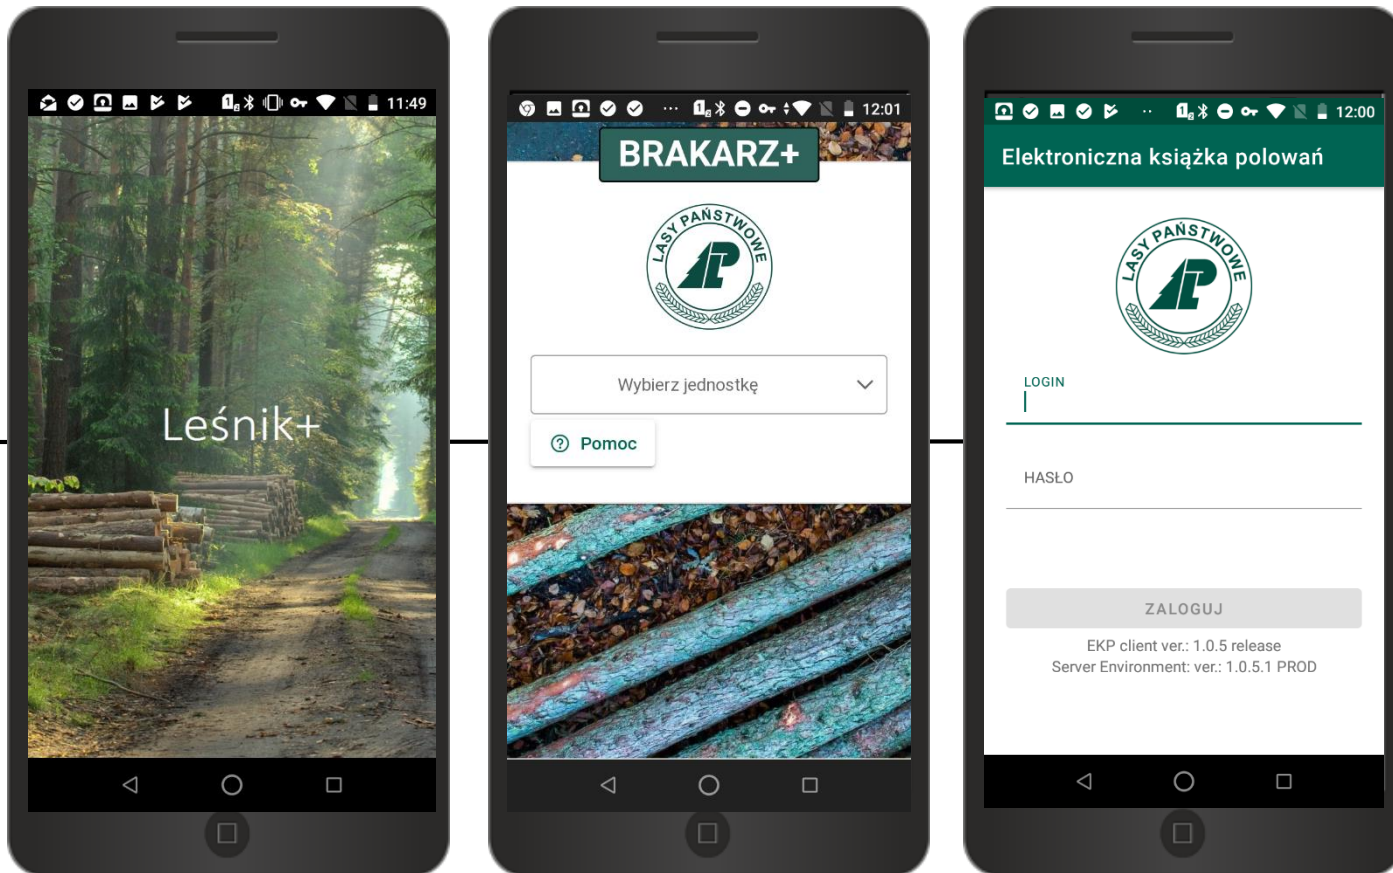 11:49
Leśnik+
12:01
BRAKARZ+
LASY PAŃSTWOWE
Wybierz jednostkę
Pomoc
12:00
Elektroniczna książka polowań
LASY PAŃSTWOWE
LOGIN
HASŁO
ZALOGUJ
EKP client ver.: 1.0.5 release
Server Environment: ver.: 1.0.5.1 PROD